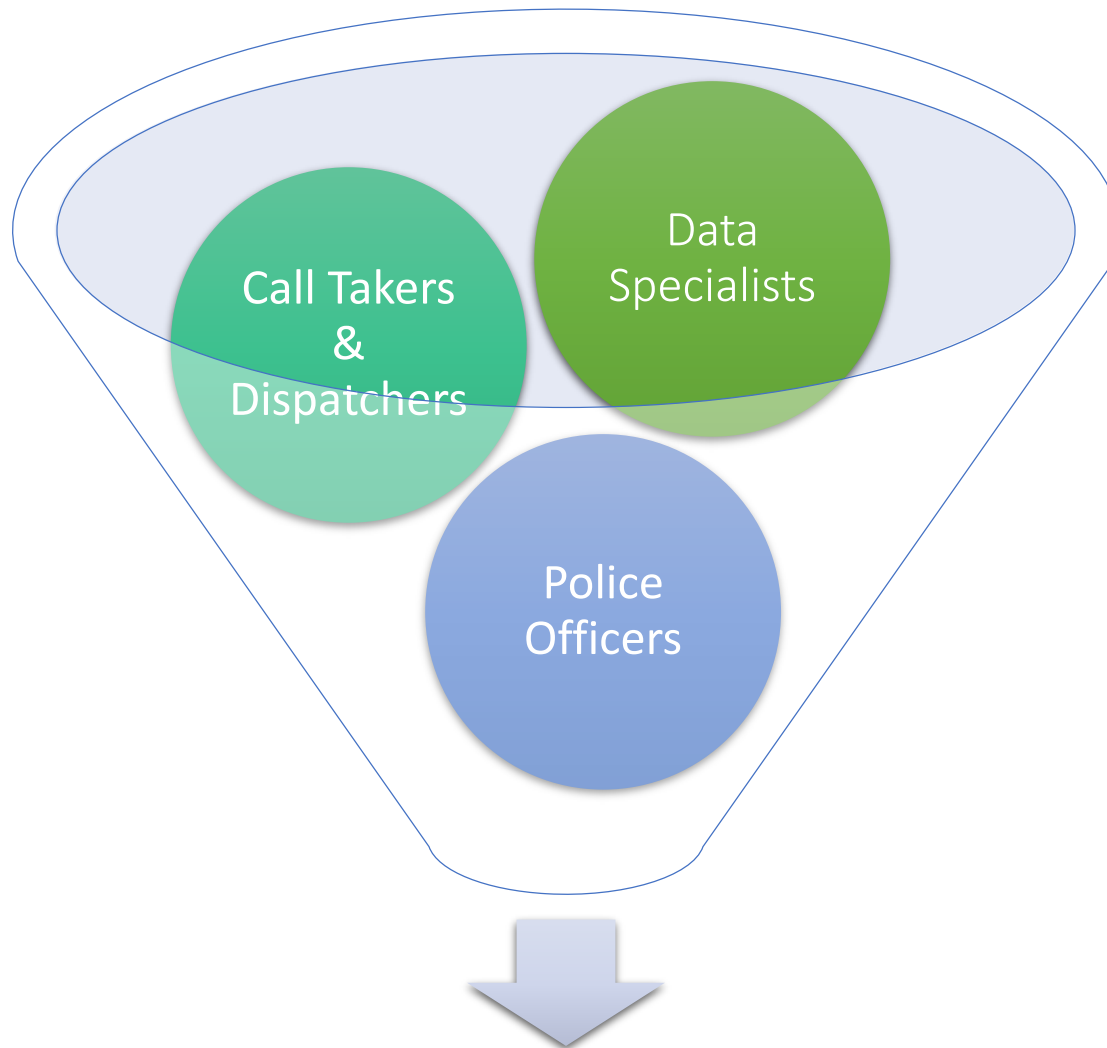 Data
Specialists
Call Takers
&
Dispatchers
Police
Officers